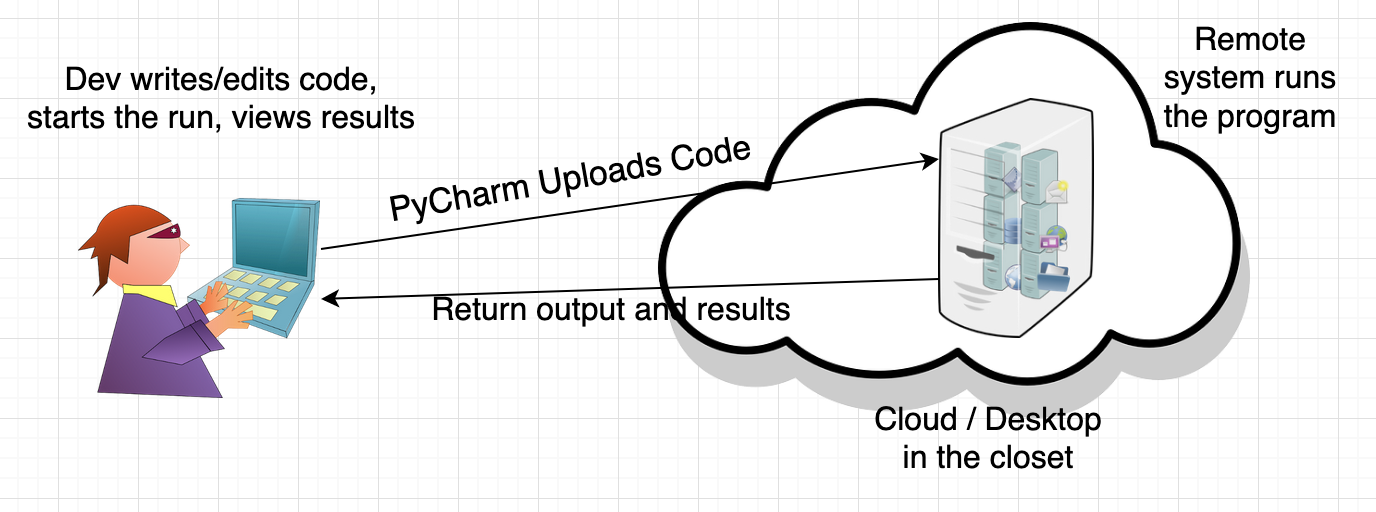 Dev writes/edits code,
starts the run, views results
Remote
system runs
the program
PyCharm Uploads Code
Return output and results
Cloud / Desktop
in the closet